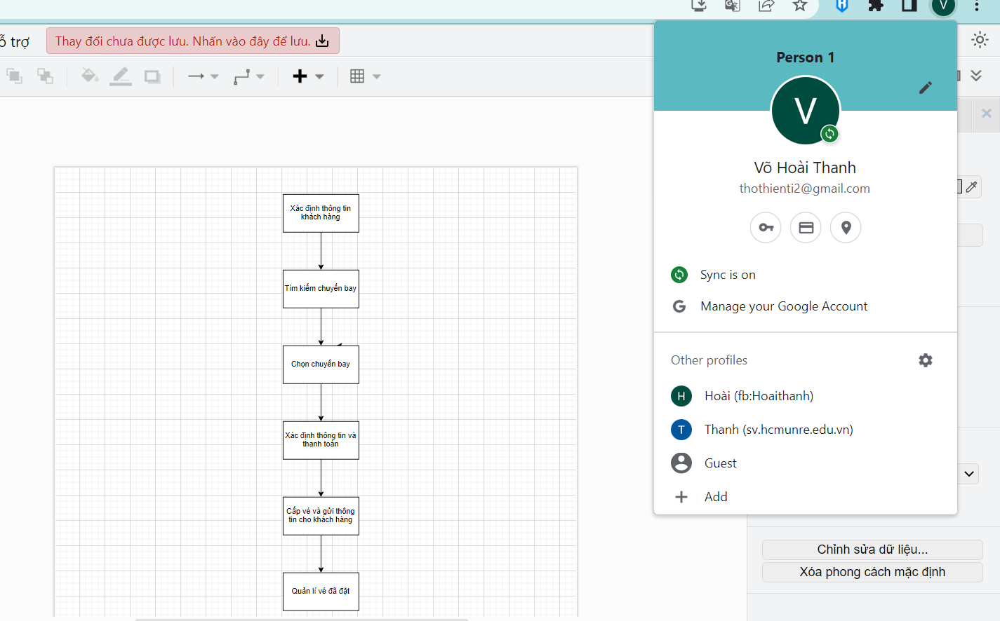 V
ỗ trợ
Thay đổi chưa được lưu. Nhấn vào đây để lưu.
Person 1
V
Võ Hoài Thanh
thothienti2@gmail.com
Sync is on
G Manage your Google Account
Other profiles
H Hoài (fb:Hoaithanh)
T Thanh (sv.hcmunre.edu.vn)
Guest
Add
Xác định thông tin
khách hàng
Tìm kiếm chuyến bay
Chọn chuyến bay
Xác định thông tin và
thanh toán
Cấp vé và gửi thông
tin cho khách hàng
Quản lí vé đã đặt
Chỉnh sửa dữ liệu...
Xóa phong cách mặc định